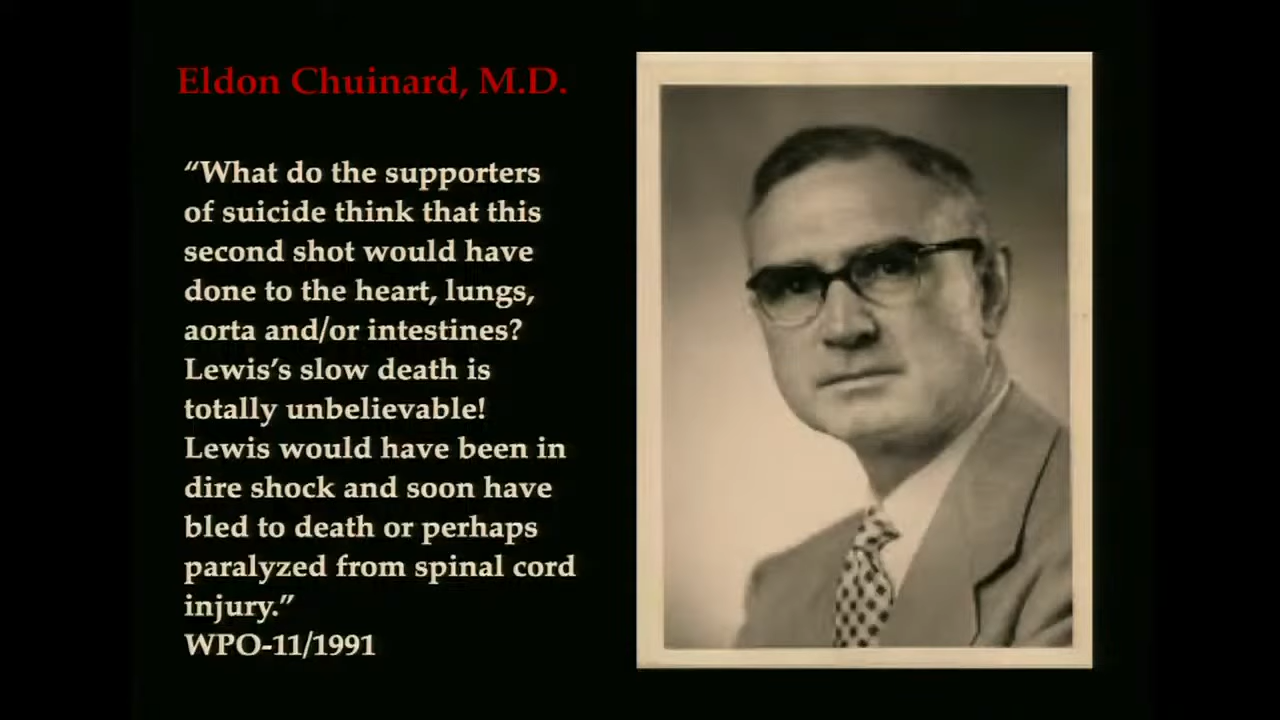 Eldon Chuinard, M.D.
“What do the supporters
of suicide think that this
second shot would have
done to the heart, lungs,
aorta and/or intestines?
Lewis’s slow death is
totally unbelievable!
Lewis would have been in
dire shock and soon have
bled to death or perhaps
paralyzed from spinal cord
injury.”
WPO-11/1991